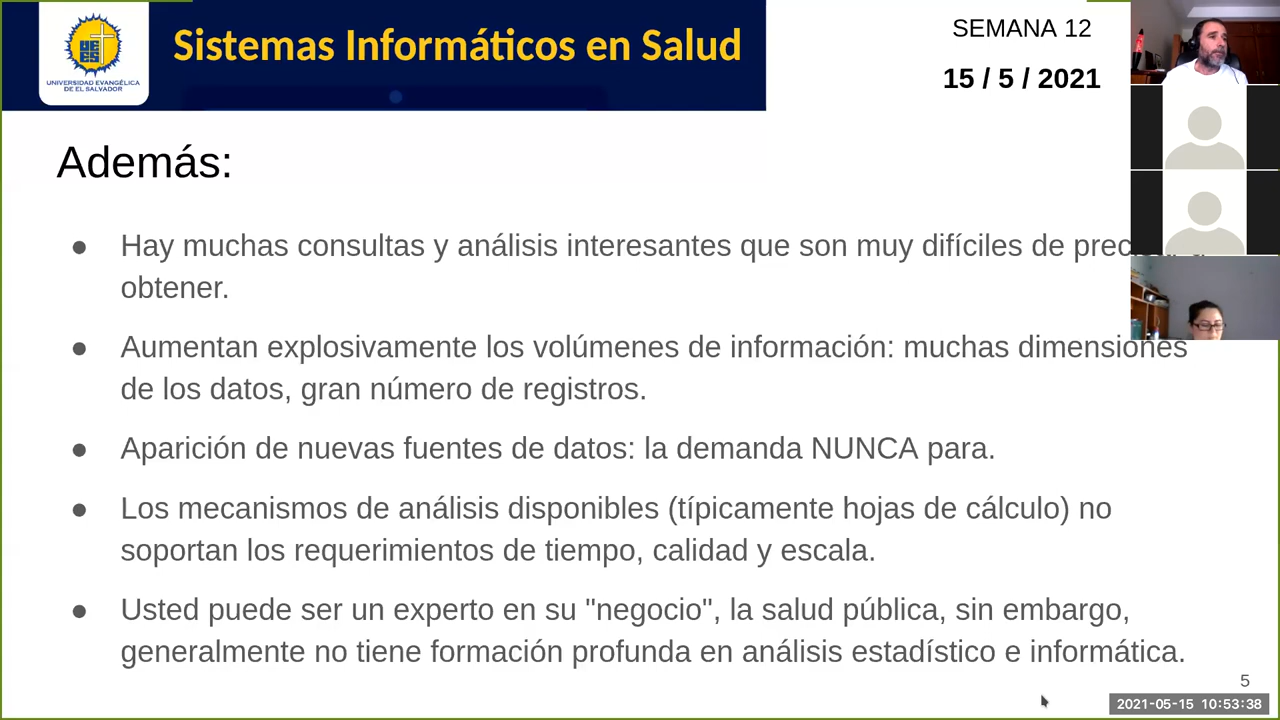 Sistemas Informáticos en Salud
UNIVERSIDAD EVANGÉLICA
DE EL SALVADOR
SEMANA 12
15 / 5 / 2021
Además:
● Hay muchas consultas y análisis interesantes que son muy difíciles de
obtener.
● Aumentan explosivamente los volúmenes de información: muchas dimensiones
de los datos, gran número de registros.
● Aparición de nuevas fuentes de datos: la demanda NUNCA para.
● Los mecanismos de análisis disponibles (típicamente hojas de cálculo) no
soportan los requerimientos de tiempo, calidad y escala.
● Usted puede ser un experto en su "negocio", la salud pública, sin embargo,
generalmente no tiene formación profunda en análisis estadístico e informática.
5
2021-05-15 10:53:38